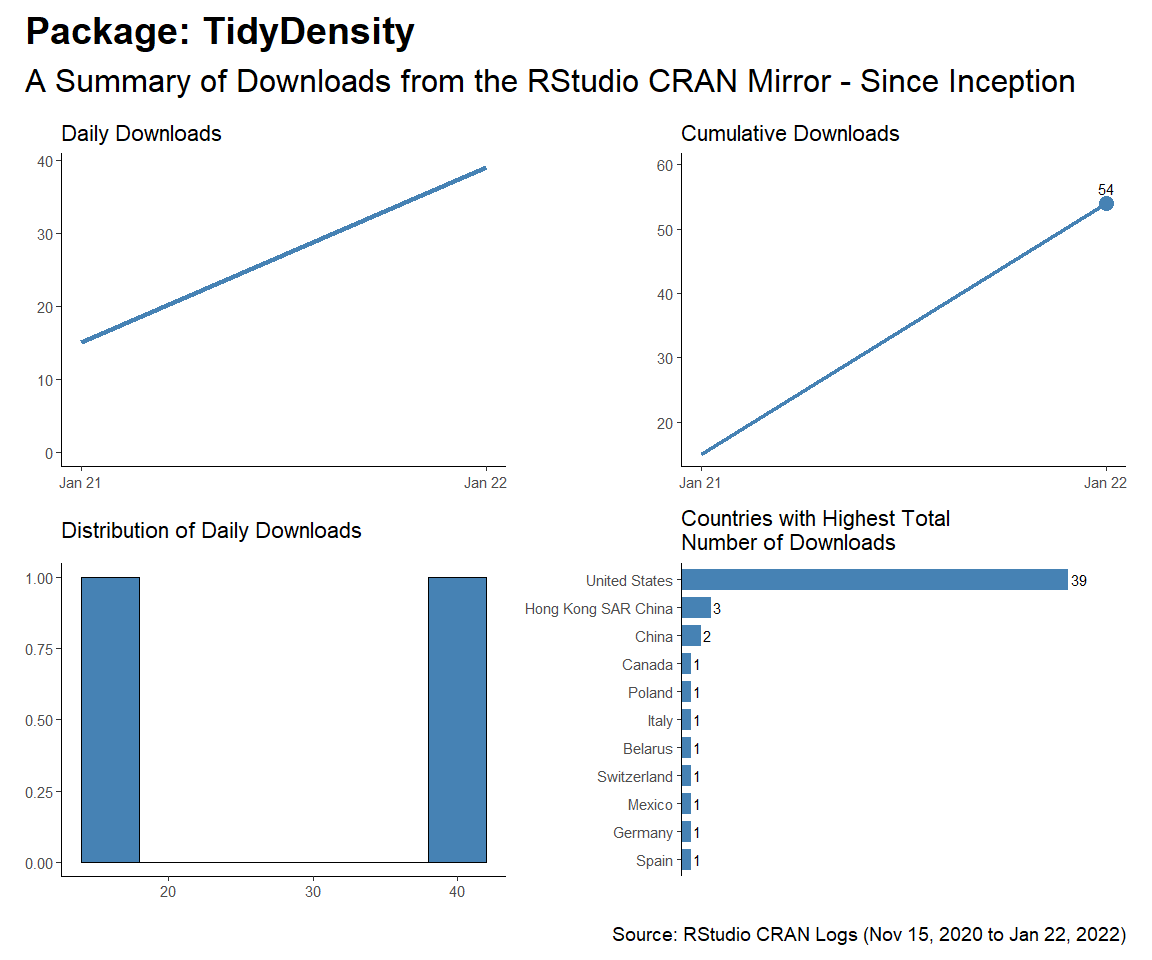 Package: TidyDensity
A Summary of Downloads from the RStudio CRAN Mirror - Since Inception
Daily Downloads
40
30
20
10
0
Jan 21
Jan 22
Cumulative Downloads
60
50
40
30
20
54
Jan 21
Jan 22
Distribution of Daily Downloads
1.00
0.75
0.50
0.25
0.00
20
30
40
Countries with Highest Total
Number of Downloads
United States 39
Hong Kong SAR China 3
China 2
Canada 1
Poland 1
Italy 1
Belarus 1
Switzerland 1
Mexico 1
Germany 1
Spain 1
Source: RStudio CRAN Logs (Nov 15, 2020 to Jan 22, 2022)